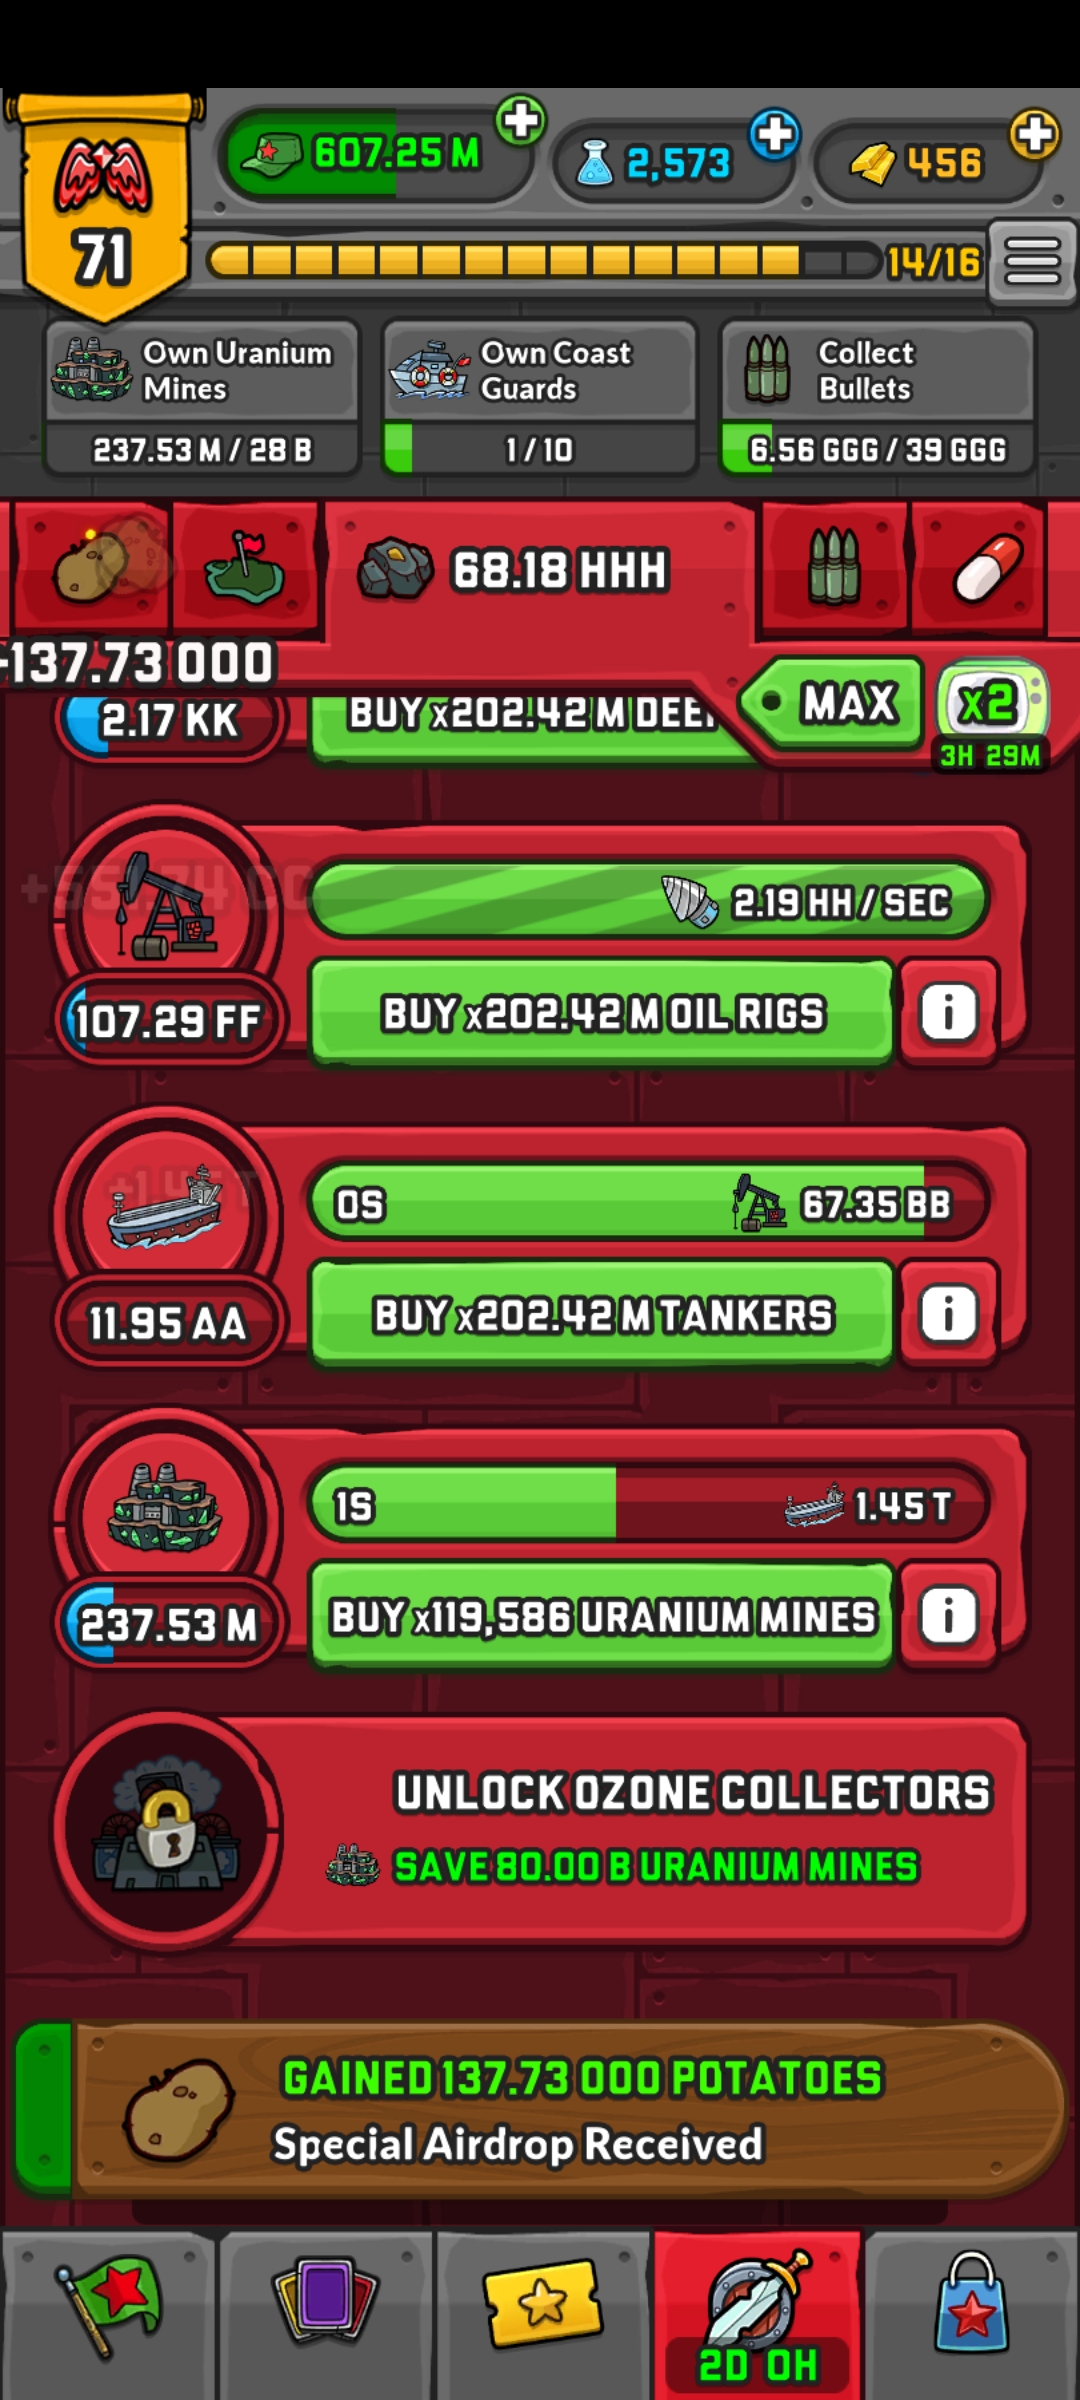 607.25 M
2,573
456
71
14/16
Own Uranium
Mines
237.53 M / 28 B
Own Coast
Guards
1 / 10
Collect
Bullets
6.56 GGG / 39 GGG
68.18 HHH
+137.73 OOO
MAX
x2
3H 29M
2.17 KK
BUY x202.42 M
107.29 FF
2.19 HH / SEC
BUY x202.42 M OIL RIGS
i
11.95 AA
0S
67.35 BB
BUY x202.42 M TANKERS
i
237.53 M
1S
1.45 T
BUY x119,586 URANIUM MINES
i
UNLOCK OZONE COLLECTORS
SAVE 80.00 B URANIUM MINES
GAINED 137.73 OOO POTATOES
Special Airdrop Received
2D 0H